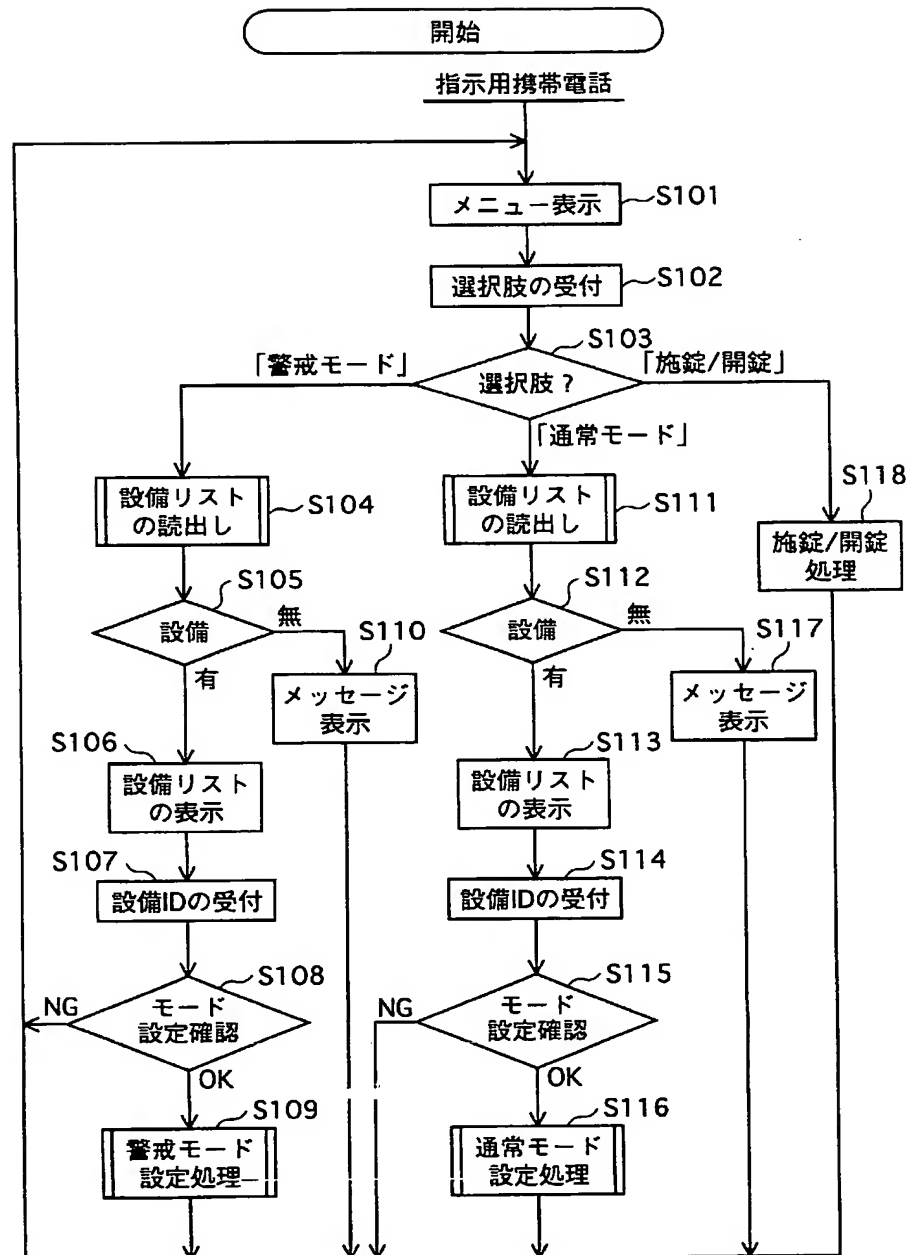 開始
指示用携帯電話
メニュー表示
S101
選択肢の受付
S102
S103
「警戒モード」
選択肢？
「施錠/開錠」
「通常モード」
設備リスト
の読出し
S104
設備リスト
の読出し
S111
S118
施錠/開錠
処理
S105
設備
無
有
S110
メッセージ
表示
S112
設備
無
有
S117
メッセージ
表示
S106
設備リスト
の表示
S113
設備リスト
の表示
S107
設備IDの受付
S114
設備IDの受付
S108
NG
モード
設定確認
OK
S115
NG
モード
設定確認
OK
S109
警戒モード
設定処理
S116
通常モード
設定処理